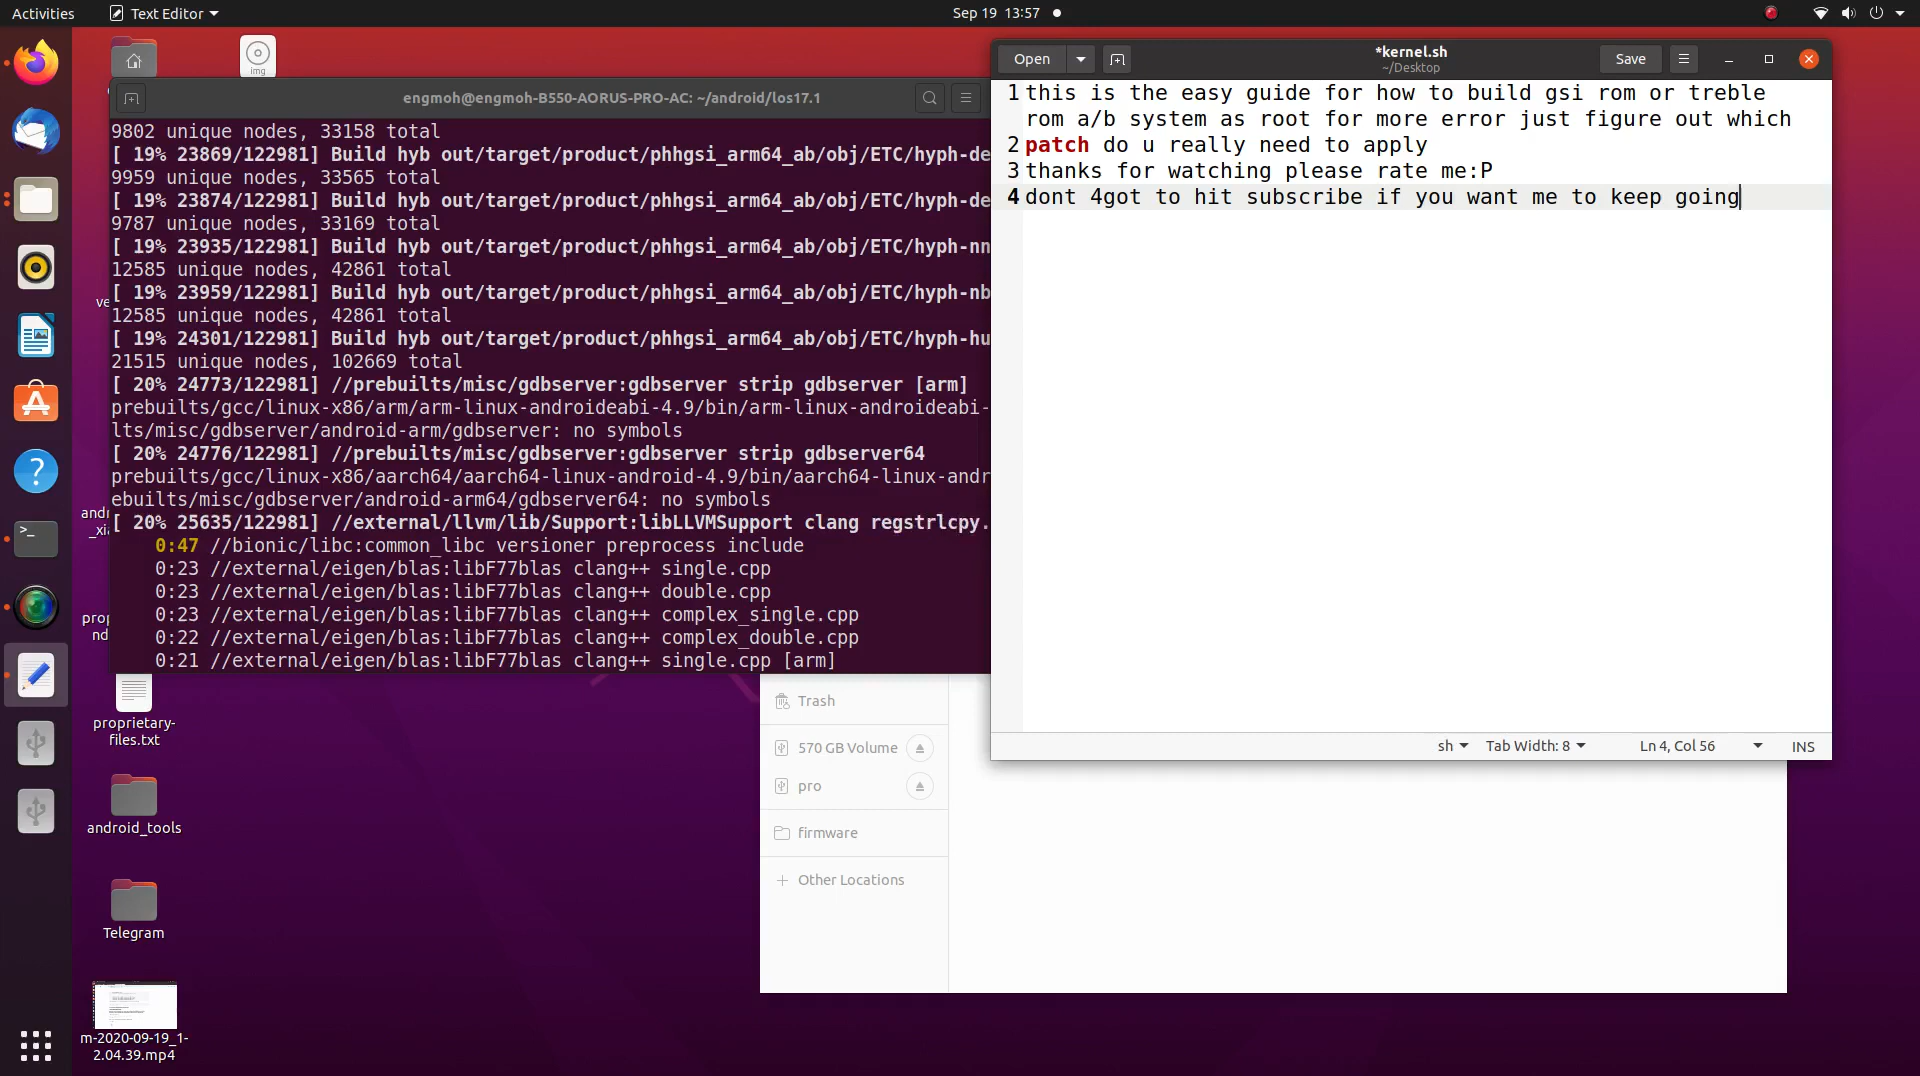 Activities
Text Editor
Sep 19 13:57
img
engmoh@engmoh-B550-AORUS-PRO-AC: ~/android/los17.1
9802 unique nodes, 33158 total
[ 19% 23869/122981] Build hyb out/target/product/phhgsi_arm64_ab/obj/ETC/hyph-de
9959 unique nodes, 33565 total
[ 19% 23874/122981] Build hyb out/target/product/phhgsi_arm64_ab/obj/ETC/hyph-de
9787 unique nodes, 33169 total
[ 19% 23935/122981] Build hyb out/target/product/phhgsi_arm64_ab/obj/ETC/hyph-nn
12585 unique nodes, 42861 total
[ 19% 23959/122981] Build hyb out/target/product/phhgsi_arm64_ab/obj/ETC/hyph-nb
12585 unique nodes, 42861 total
[ 19% 24301/122981] Build hyb out/target/product/phhgsi_arm64_ab/obj/ETC/hyph-hu
21515 unique nodes, 102669 total
[ 20% 24773/122981] //prebuilts/misc/gdbserver:gdbserver strip gdbserver [arm]
prebuilts/gcc/linux-x86/arm/arm-linux-androideabi-4.9/bin/arm-linux-androideabi-
lts/misc/gdbserver/android-arm/gdbserver: no symbols
[ 20% 24776/122981] //prebuilts/misc/gdbserver:gdbserver strip gdbserver64
prebuilts/gcc/linux-x86/aarch64/aarch64-linux-android-4.9/bin/aarch64-linux-andr
ebuilts/misc/gdbserver/android-arm64/gdbserver64: no symbols
[ 20% 25635/122981] //external/llvm/lib/Support:libLLVMSupport clang regstrlcpy.
0:47 //bionic/libc:common_libc versioner preprocess include
0:23 //external/eigen/blas:libF77blas clang++ single.cpp
0:23 //external/eigen/blas:libF77blas clang++ double.cpp
0:23 //external/eigen/blas:libF77blas clang++ complex_single.cpp
0:22 //external/eigen/blas:libF77blas clang++ complex_double.cpp
0:21 //external/eigen/blas:libF77blas clang++ single.cpp [arm]
Open
*kernel.sh
~/Desktop
Save
1 this is the easy guide for how to build gsi rom or treble
rom a/b system as root for more error just figure out which
2 patch do u really need to apply
3 thanks for watching please rate me:P
4 dont 4got to hit subscribe if you want me to keep going
sh
Tab Width: 8
Ln 4, Col 56
INS
ve
and
_xia
prop
nd
proprietary-
files.txt
android_tools
Telegram
m-2020-09-19_1-
2.04.39.mp4
Trash
570 GB Volume
pro
firmware
+ Other Locations